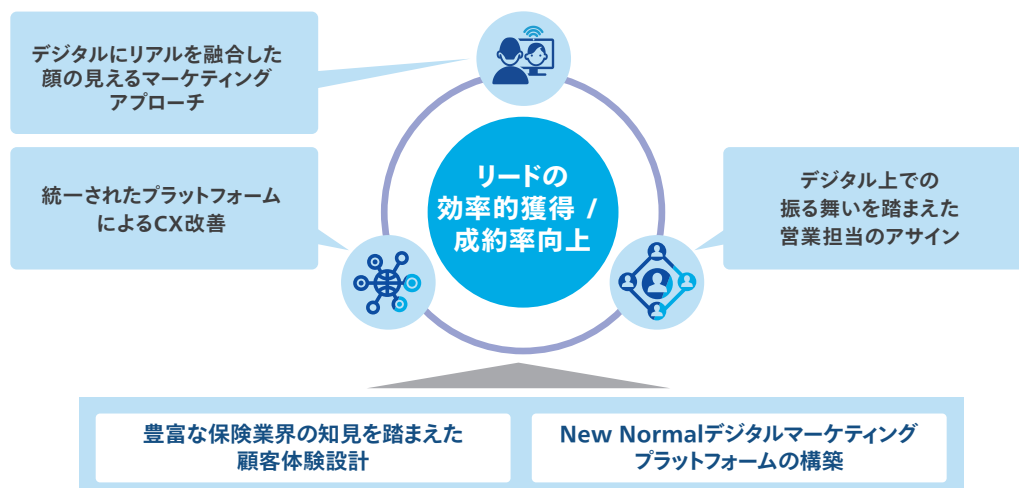 デジタルにリアルを融合した
顔の見えるマーケティング
アプローチ
統一されたプラットフォーム
によるCX改善
リードの
効率的獲得 /
成約率向上
デジタル上での
振る舞いを踏まえた
営業担当のアサイン
豊富な保険業界の知見を踏まえた
顧客体験設計
New Normalデジタルマーケティング
プラットフォームの構築